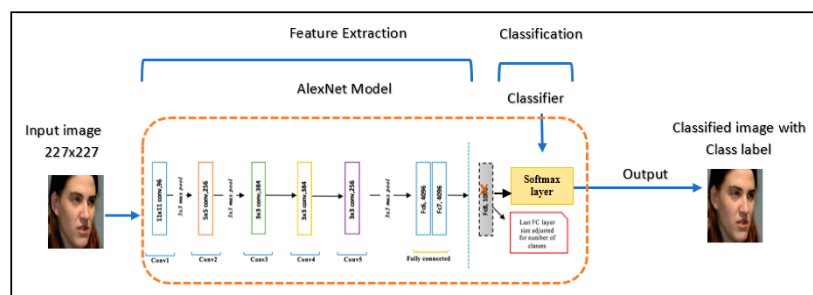 Feature Extraction
Classification
AlexNet Model
Classifier
Input image
227x227
Classified image with
Class label
11x11 conv,96
3x3 max pool
5x5 conv,256
3x3 max pool
3x3 conv,384
3x3 conv,384
3x3 conv,256
3x3 max pool
Fc6, 4096
Fc7, 4096
Fc8,
Softmax
layer
Output
Last FC layer
size adjusted
for number of
classes
Conv1
Conv2
Conv3
Conv4
Conv5
Fully connected